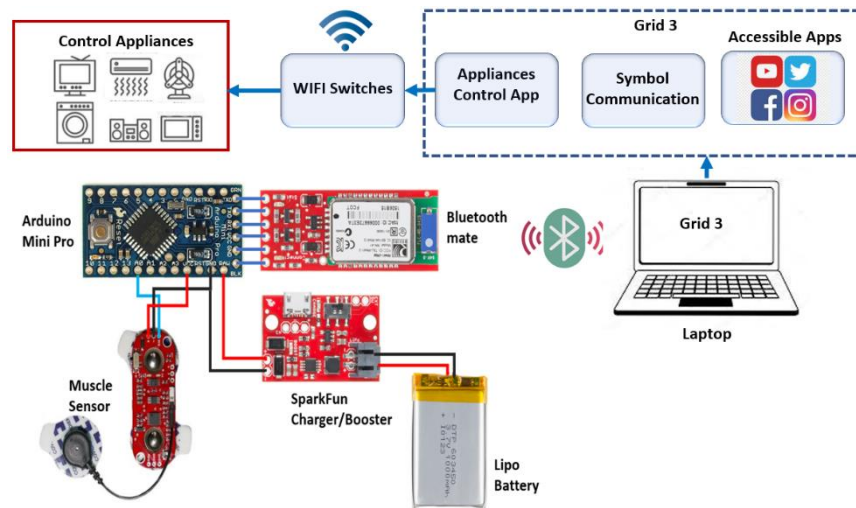 Control Appliances
WIFI Switches
Grid 3
Appliances
Control App
Symbol
Communication
Accessible Apps
Arduino
Mini Pro
Bluetooth
mate
Grid 3
Laptop
Muscle
Sensor
SparkFun
Charger/Booster
Lipo
Battery